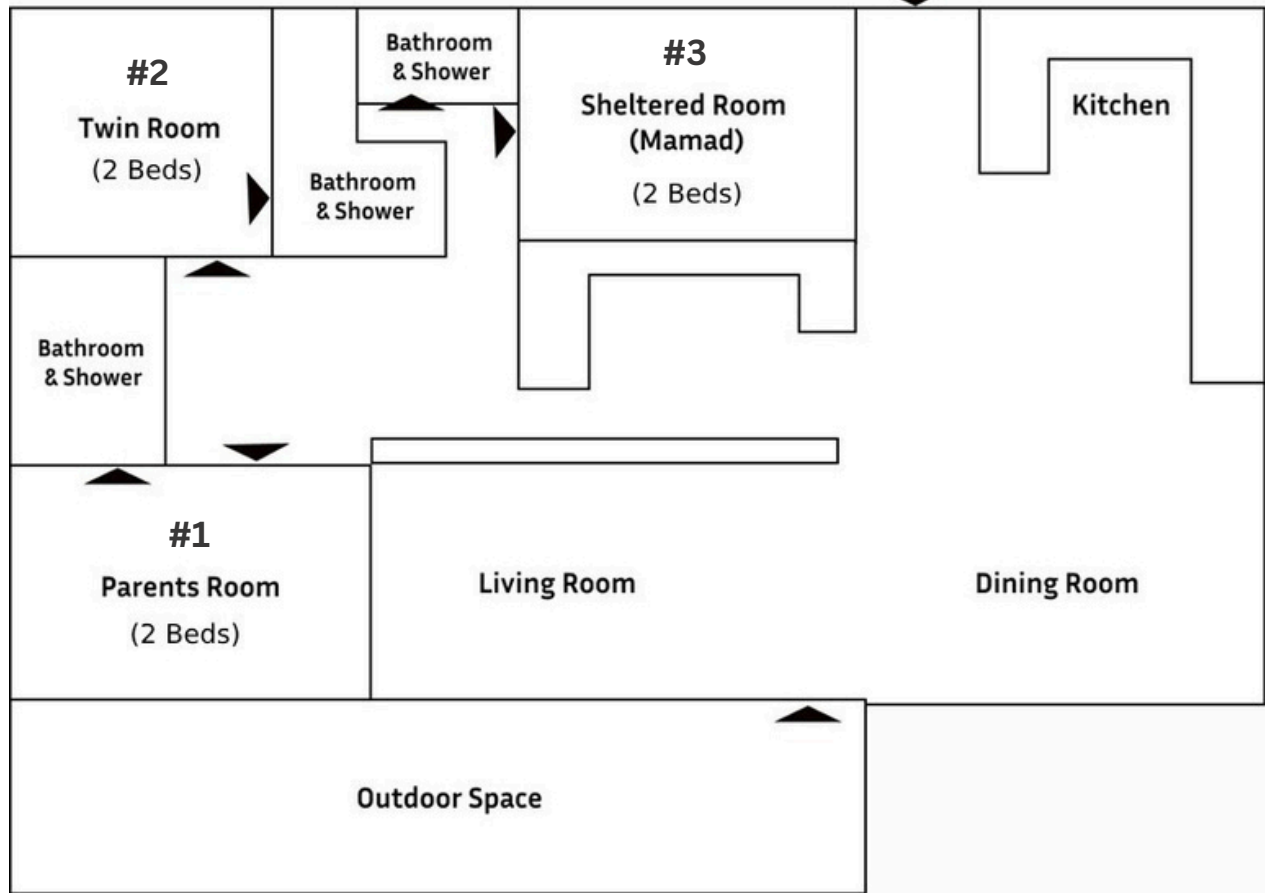 #2
Twin Room
(2 Beds)
Bathroom
& Shower
Bathroom
& Shower
#3
Sheltered Room
(Mamad)
(2 Beds)
Kitchen
Bathroom
& Shower
#1
Parents Room
(2 Beds)
Living Room
Dining Room
Outdoor Space